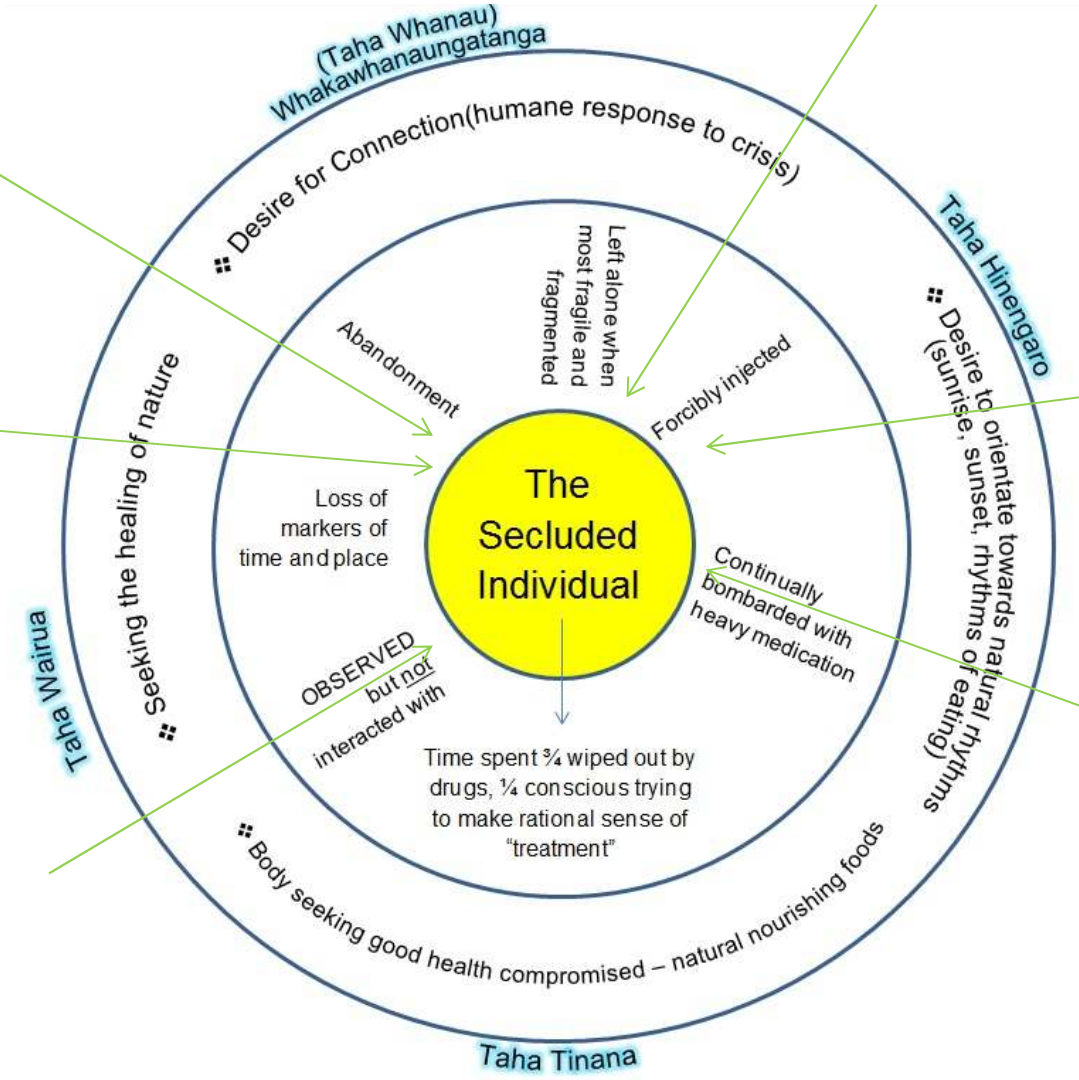 (Taha Whanau)
Whakawhanaungatanga
❖ Desire for Connection(humane response to crisis)
Taha Hinengaro
❖ Desire to orientate towards natural rhythms
(sunrise, sunset, rhythms of eating)
Taha Tinana
❖ Body seeking good health compromised – natural nourishing foods
Taha Wairua
❖ Seeking the healing of nature
Abandonment
Left alone when
most fragile and
fragmented
Forcibly injected
Continually
bombarded with
heavy medication
Time spent ¾ wiped out by
drugs, ¼ conscious trying
to make rational sense of
“treatment”
OBSERVED
but not
interacted with
Loss of
markers of
time and place
The
Secluded
Individual